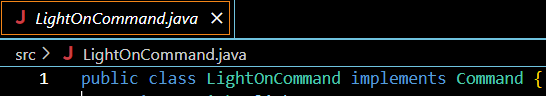 LightOnCommand.java
src > LightOnCommand.java
1 public class LightOnCommand implements Command {